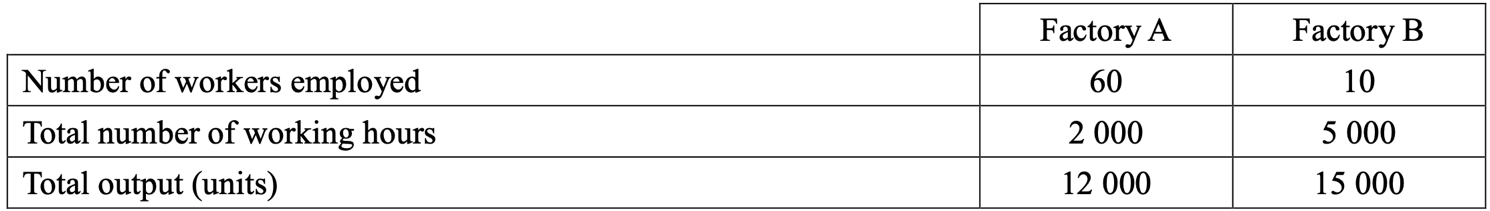 Factory A Factory B
Number of workers employed 60 10
Total number of working hours 2 000 5 000
Total output (units) 12 000 15 000